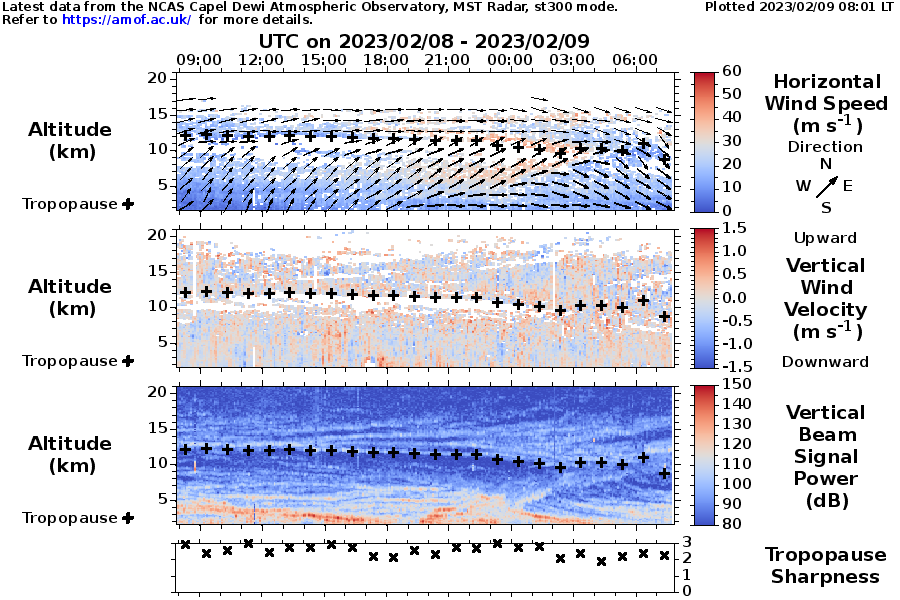 Latest data from the NCAS Capel Dewi Atmospheric Observatory, MST Radar, st300 mode.
Plotted 2023/02/09 08:01 LT
Refer to https://amof.ac.uk/ for more details.
UTC on 2023/02/08 - 2023/02/09
09:00 12:00 15:00 18:00 21:00 00:00 03:00 06:00
Altitude
(km)
Tropopause
20
15
10
5
60
50
40
30
20
10
0
Horizontal
Wind Speed
(m s-1)
Direction
N
W E
S
Altitude
(km)
Tropopause
20
15
10
5
1.5
1.0
0.5
0.0
-0.5
-1.0
-1.5
Upward
Vertical
Wind
Velocity
(m s-1)
Downward
Altitude
(km)
Tropopause
20
15
10
5
150
140
130
120
110
100
90
80
Vertical
Beam
Signal
Power
(dB)
3
2
1
0
Tropopause
Sharpness